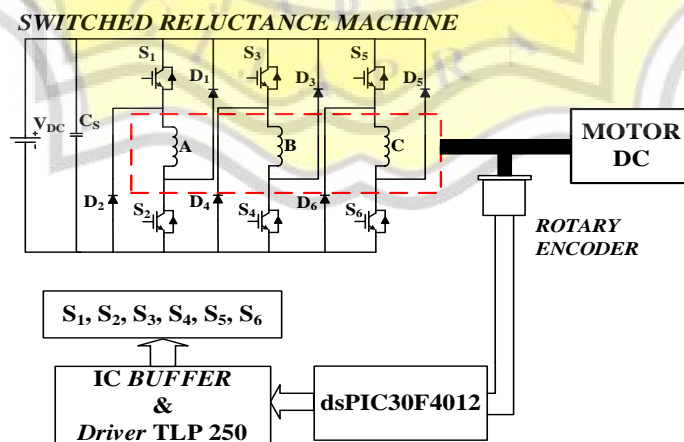 SWITCHED RELUCTANCE MACHINE
S1 S3 S5
D1 D3 D5
VDC CS
A B C
D2 D4 D6
S2 S4 S6
MOTOR
DC
ROTARY
ENCODER
S1, S2, S3, S4, S5, S6
IC BUFFER
&
Driver TLP 250
dsPIC30F4012